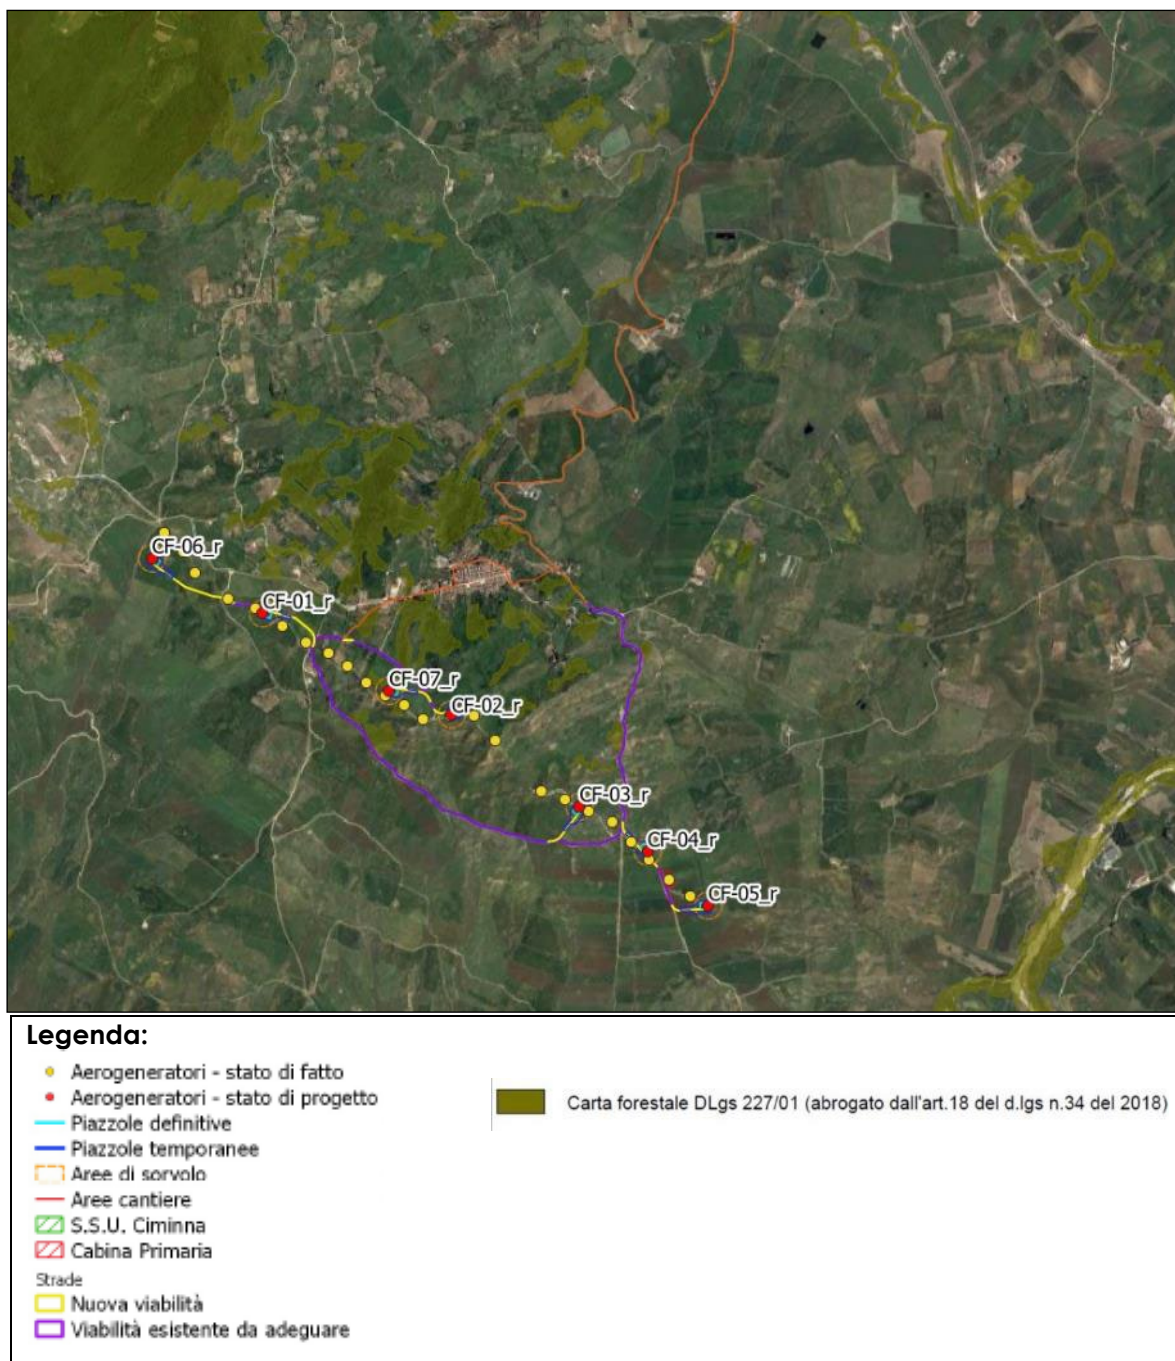 CF-06_r
CF-01_r
CF-07_r
CF-02_r
CF-03_r
CF-04_r
CF-05_r
Legenda:
Aerogeneratori - stato di fatto
Aerogeneratori - stato di progetto
Piazzole definitive
Piazzole temporanee
Aree di sorvolo
Aree cantiere
S.S.U. Ciminna
Cabina Primaria
Strade
Nuova viabilità
Viabilità esistente da adeguare
Carta forestale DLgs 227/01 (abrogato dall'art.18 del d.lgs n.34 del 2018)